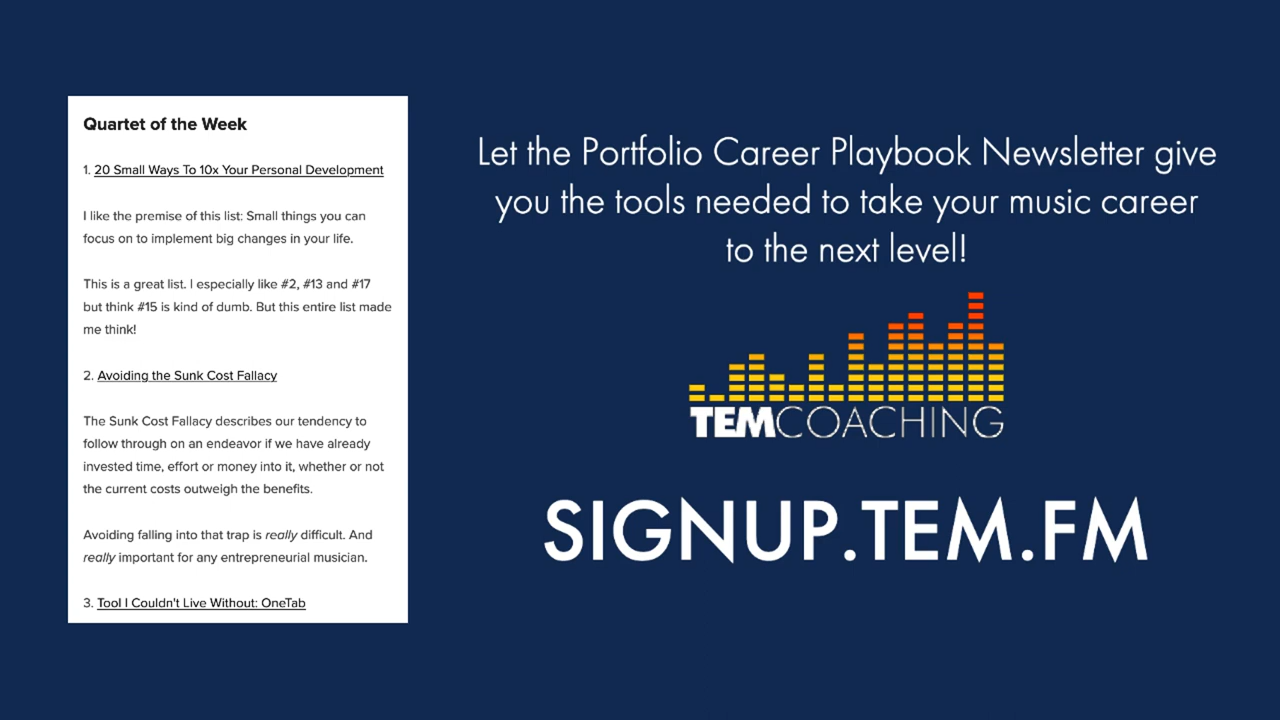 Quartet of the Week
1. 20 Small Ways To 10x Your Personal Development
I like the premise of this list: Small things you can
focus on to implement big changes in your life.
This is a great list. I especially like #2, #13 and #17
but think #15 is kind of dumb. But this entire list made
me think!
2. Avoiding the Sunk Cost Fallacy
The Sunk Cost Fallacy describes our tendency to
follow through on an endeavor if we have already
invested time, effort or money into it, whether or not
the current costs outweigh the benefits.
Avoiding falling into that trap is really difficult. And
really important for any entrepreneurial musician.
3. Tool I Couldn't Live Without: OneTab
Let the Portfolio Career Playbook Newsletter give
you the tools needed to take your music career
to the next level!
TEMCOACHING
SIGNUP.TEM.FM